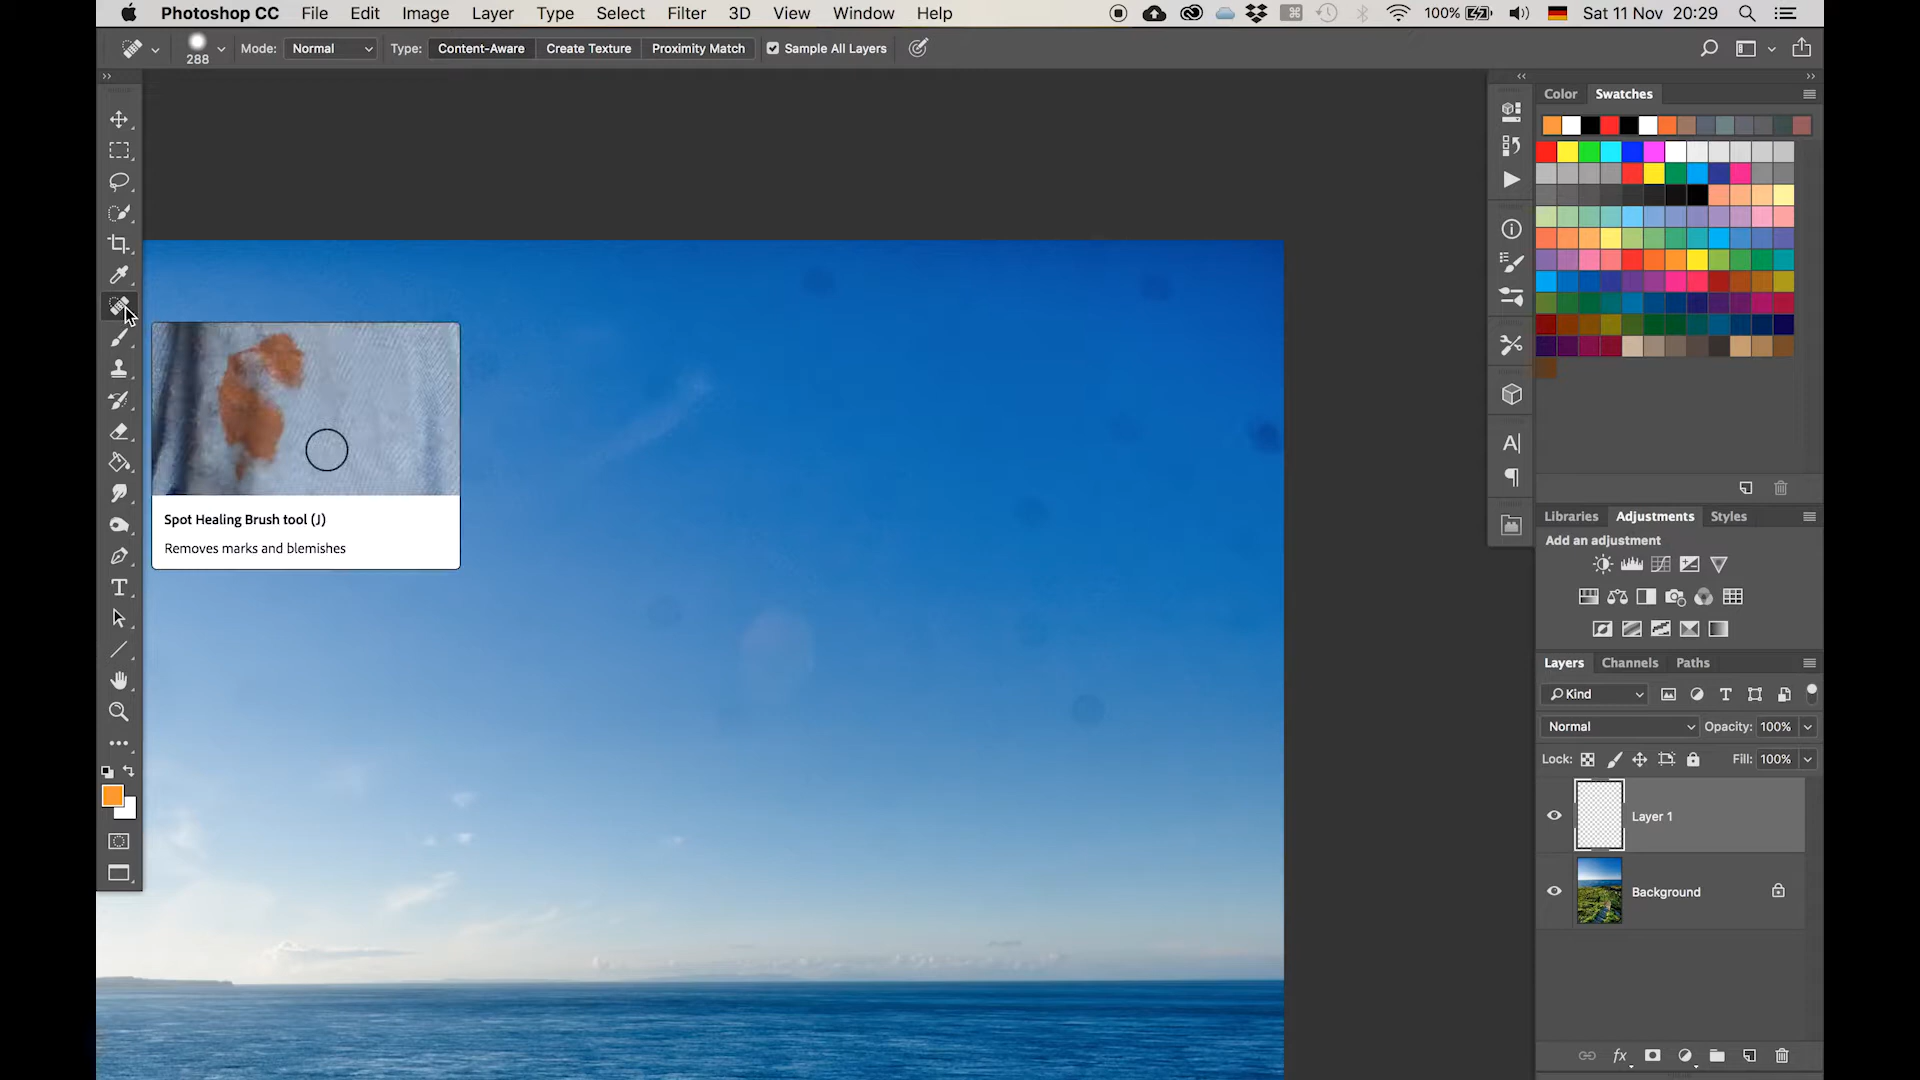 Photoshop CC File Edit Image Layer Type Select Filter 3D View Window Help 100% Sat 11 Nov 20:29
288 Mode: Normal Type: Content-Aware Create Texture Proximity Match Sample All Layers
Color Swatches
Spot Healing Brush tool (J)
Removes marks and blemishes
Libraries Adjustments Styles
Add an adjustment
Layers Channels Paths
Kind
Normal Opacity: 100%
Lock: Fill: 100%
Layer 1
Background
fx